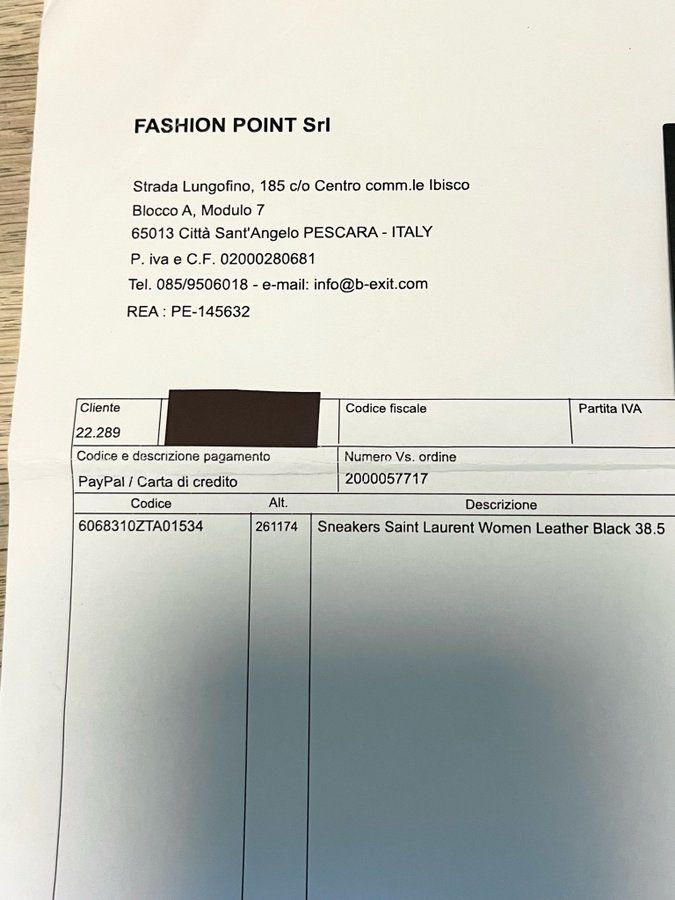 FASHION POINT Srl
Strada Lungofino, 185 c/o Centro comm.le Ibisco
Blocco A, Modulo 7
65013 Città Sant'Angelo PESCARA - ITALY
P. iva e C.F. 02000280681
Tel. 085/9506018 - e-mail: info@b-exit.com
REA : PE-145632
Cliente Codice fiscale Partita IVA
22.289
Codice e descrizione pagamento Numero Vs. ordine
PayPal / Carta di credito 2000057717
Codice Alt. Descrizione
6068310ZTA01534 261174 Sneakers Saint Laurent Women Leather Black 38.5